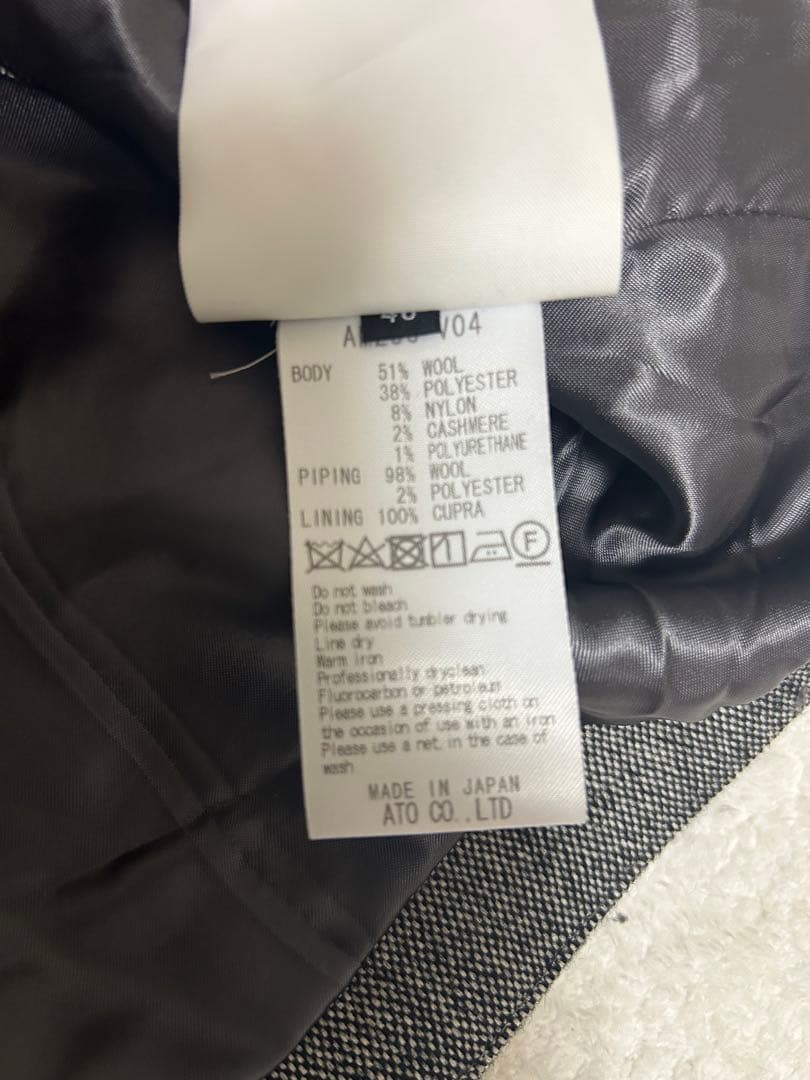 V04
BODY 51% WOOL
38% POLYESTER
8% NYLON
2% CASHMERE
1% POLYURETHANE
PIPING 98% WOOL
2% POLYESTER
LINING 100% CUPRA
F
Do not wash
Do not bleach
Please avoid tumbler drying
Line dry
Warm iron
Professionally dryclean
Fluorocarbon or petroleum
Please use a pressing cloth on
the occasion of use with an iron
Please use a net in the case of
wash
MADE IN JAPAN
ATO CO.,LTD